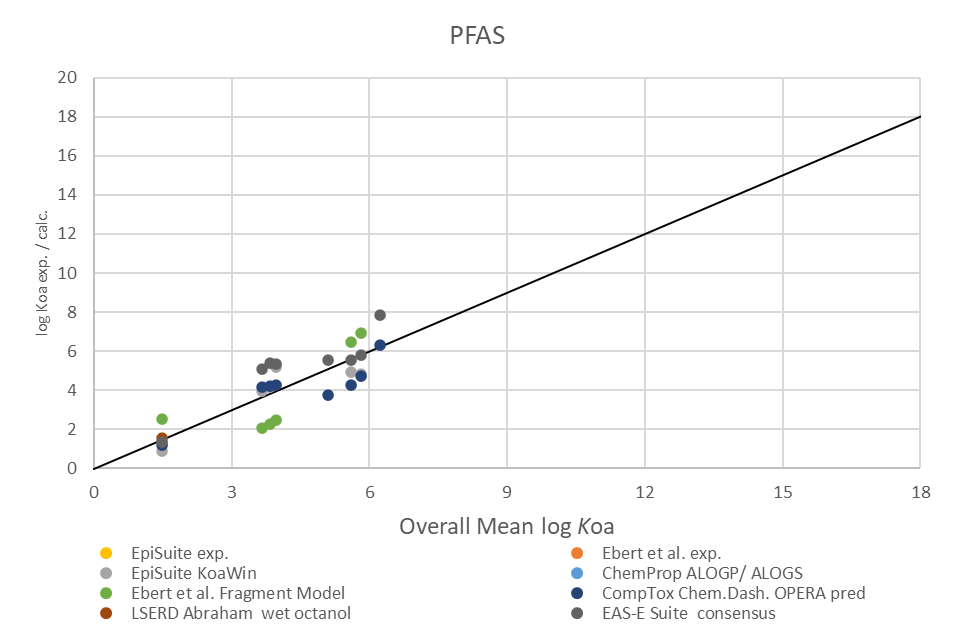 PFAS
20
18
16
14
12
10
8
6
4
2
0
log Koa exp. / calc.
0 3 6 9 12 15 18
Overall Mean log Koa
EpiSuite exp. Ebert et al. exp.
EpiSuite KoaWin ChemProp ALOGP/ ALOGS
Ebert et al. Fragment Model CompTox Chem.Dash. OPERA pred
LSERD Abraham wet octanol EAS-E Suite consensus